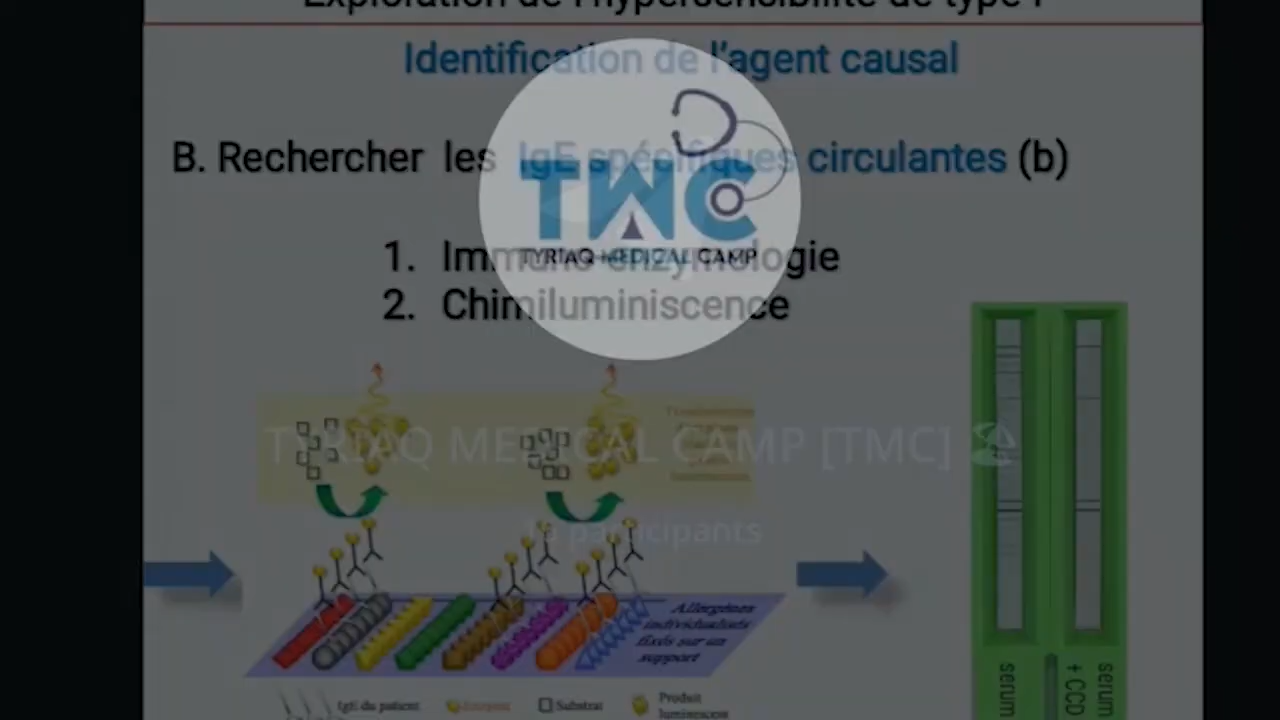 Exploration de l'hypersensibilité de type I
Identification de l'agent causal
B. Rechercher les IgE spécifiques circulantes (b)
TMC
TYRIAQ MEDICAL CAMP
1. Immuno-enzymologie
2. Chimiluminiscence
TYRIAQ MEDICAL CAMP [TMC]
participants
Allergènes
individualisés
fixés sur un
support
IgE du patient
Substrat
Produit
luminescent
serum
+ CCD
serum